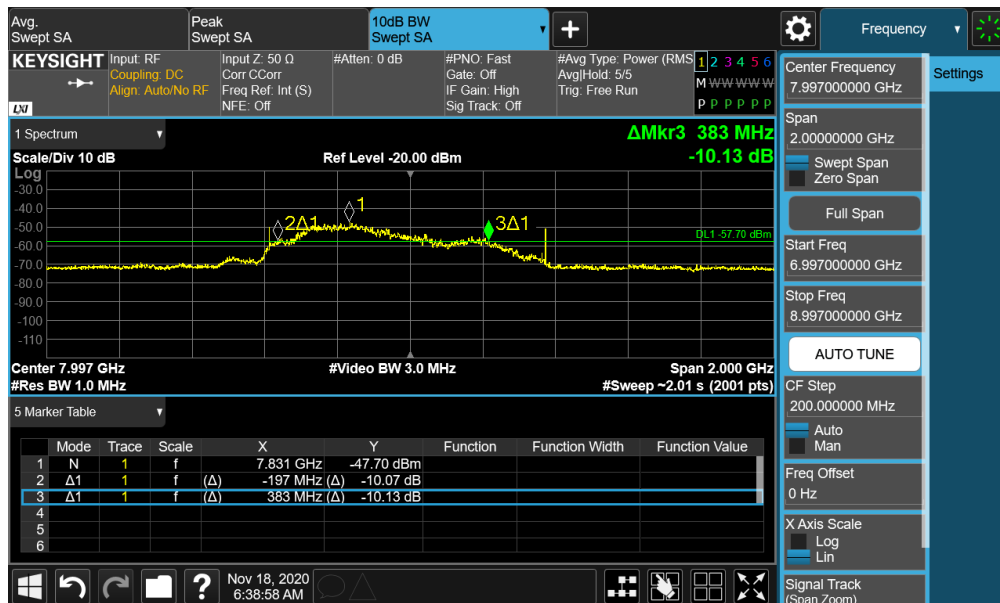 Avg.
Swept SA
Peak
Swept SA
10dB BW
Swept SA
Frequency
KEYSIGHT
LXI
Input: RF
Coupling: DC
Align: Auto/No RF
Input Z: 50 Ω
Corr CCorr
Freq Ref: Int (S)
NFE: Off
#Atten: 0 dB
#PNO: Fast
Gate: Off
IF Gain: High
Sig Track: Off
#Avg Type: Power (RMS
Avg|Hold: 5/5
Trig: Free Run
1 2 3 4 5 6
M W W W W W
P P P P P P
1 Spectrum
ΔMkr3 383 MHz
-10.13 dB
Scale/Div 10 dB
Ref Level -20.00 dBm
Log
-30.0
-40.0
-50.0
-60.0
-70.0
-80.0
-90.0
-100
-110
2Δ1
1
3Δ1
DL1 -57.70 dBm
Center 7.997 GHz
#Video BW 3.0 MHz
Span 2.000 GHz
#Res BW 1.0 MHz
#Sweep ~2.01 s (2001 pts)
5 Marker Table
Mode Trace Scale X Y Function Function Width Function Value
1 N 1 f 7.831 GHz -47.70 dBm
2 Δ1 1 f (Δ) -197 MHz (Δ) -10.07 dB
3 Δ1 1 f (Δ) 383 MHz (Δ) -10.13 dB
4
5
6
Center Frequency
7.997000000 GHz
Settings
Span
2.00000000 GHz
Swept Span
Zero Span
Full Span
Start Freq
6.997000000 GHz
Stop Freq
8.997000000 GHz
AUTO TUNE
CF Step
200.000000 MHz
Auto
Man
Freq Offset
0 Hz
X Axis Scale
Log
Lin
Signal Track
(Span Zoom)
?
Nov 18, 2020
6:38:58 AM